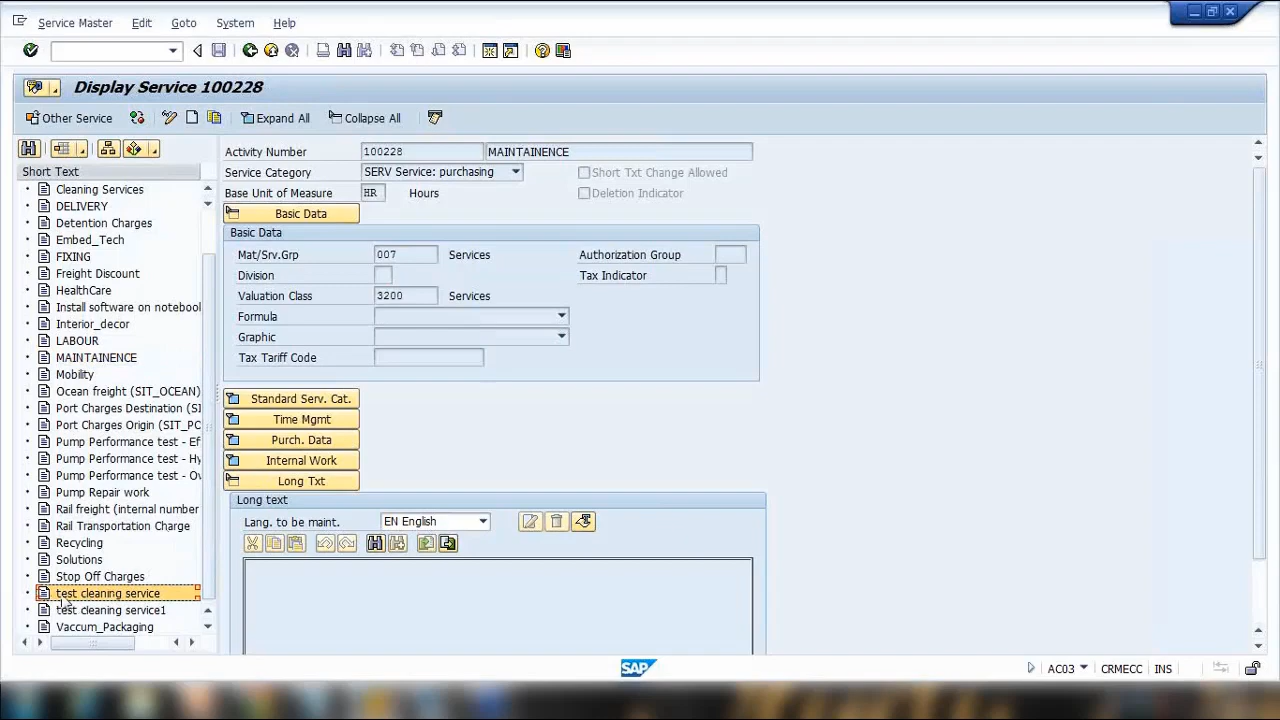 Service Master Edit Goto System Help
Display Service 100228
Other Service Expand All Collapse All
Short Text
Cleaning Services
DELIVERY
Detention Charges
Embed_Tech
FIXING
Freight Discount
HealthCare
Install software on notebook
Interior_decor
LABOUR
MAINTAINENCE
Mobility
Ocean freight (SIT_OCEAN)
Port Charges Destination (SI
Port Charges Origin (SIT_PC
Pump Performance test - Ef
Pump Performance test - Hy
Pump Performance test - Ov
Pump Repair work
Rail freight (internal number
Rail Transportation Charge
Recycling
Solutions
Stop Off Charges
test cleaning service
test cleaning service1
Vaccum_Packaging
Activity Number 100228 MAINTAINENCE
Service Category SERV Service: purchasing Short Txt Change Allowed
Base Unit of Measure HR Hours Deletion Indicator
Basic Data
Basic Data
Mat/Srv.Grp 007 Services Authorization Group
Division Tax Indicator
Valuation Class 3200 Services
Formula
Graphic
Tax Tariff Code
Standard Serv. Cat.
Time Mgmt
Purch. Data
Internal Work
Long Txt
Long text
Lang. to be maint. EN English
SAP AC03 CRMECC INS